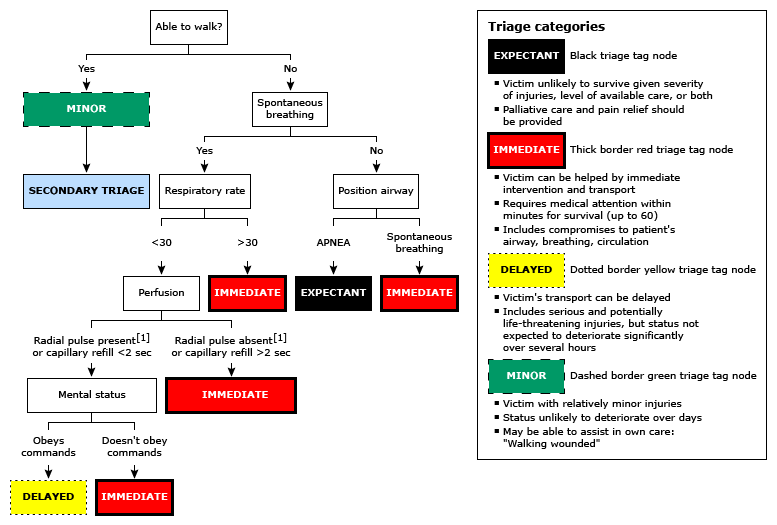 Able to walk?
Yes
No
MINOR
Spontaneous
breathing
Yes
No
SECONDARY TRIAGE
Respiratory rate
Position airway
<30
>30
APNEA
Spontaneous
breathing
Perfusion
IMMEDIATE
EXPECTANT
IMMEDIATE
Radial pulse present[1]
or capillary refill <2 sec
Radial pulse absent[1]
or capillary refill >2 sec
Mental status
IMMEDIATE
Obeys
commands
Doesn't obey
commands
DELAYED
IMMEDIATE
Triage categories
EXPECTANT
Black triage tag node
▪ Victim unlikely to survive given severity
of injuries, level of available care, or both
▪ Palliative care and pain relief should
be provided
IMMEDIATE
Thick border red triage tag node
▪ Victim can be helped by immediate
intervention and transport
▪ Requires medical attention within
minutes for survival (up to 60)
▪ Includes compromises to patient's
airway, breathing, circulation
DELAYED
Dotted border yellow triage tag node
▪ Victim's transport can be delayed
▪ Includes serious and potentially
life-threatening injuries, but status not
expected to deteriorate significantly
over several hours
MINOR
Dashed border green triage tag node
▪ Victim with relatively minor injuries
▪ Status unlikely to deteriorate over days
▪ May be able to assist in own care:
"Walking wounded"